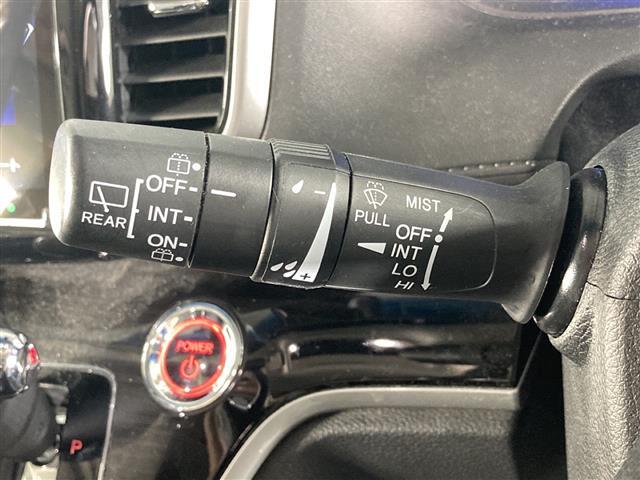 OFF
REAR
INT
ON
−
+
PULL
MIST
OFF
INT
LO
HI
POWER
P